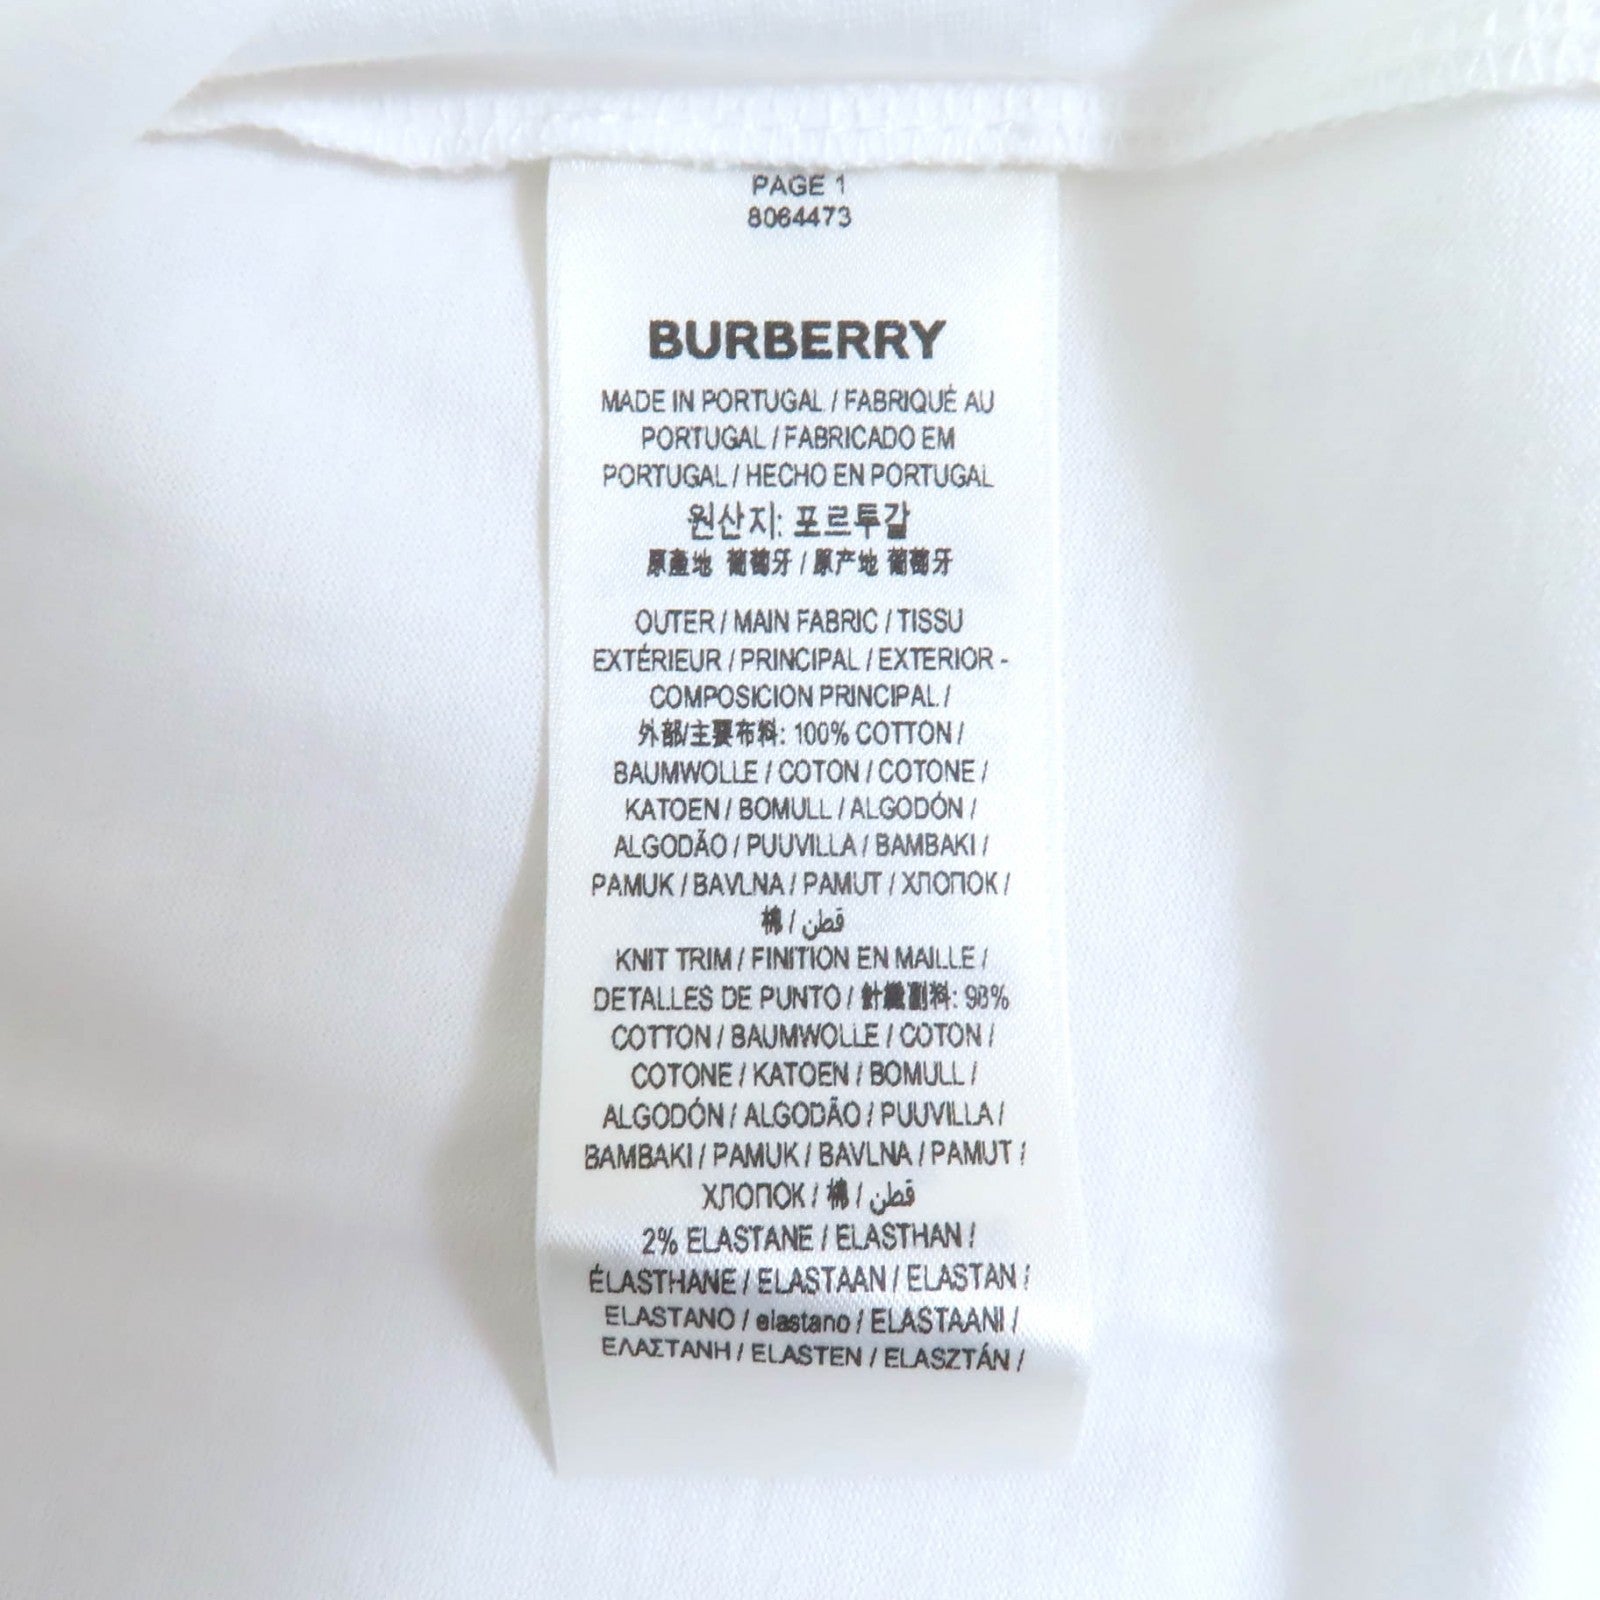 PAGE 1
8064473
BURBERRY
MADE IN PORTUGAL / FABRIQUÉ AU
PORTUGAL / FABRICADO EM
PORTUGAL / HECHO EN PORTUGAL
원산지: 포르투갈
原產地 葡萄牙 / 原产地 葡萄牙
OUTER / MAIN FABRIC / TISSU
EXTÉRIEUR / PRINCIPAL / EXTERIOR -
COMPOSICION PRINCIPAL /
外部/主要布料: 100% COTTON /
BAUMWOLLE / COTON / COTONE /
KATOEN / BOMULL / ALGODÓN /
ALGODÃO / PUUVILLA / BAMBAKI /
PAMUK / BAVLNA / PAMUT / ХЛОПОК /
棉 / قطن
KNIT TRIM / FINITION EN MAILLE /
DETALLES DE PUNTO / 針織副料: 98%
COTTON / BAUMWOLLE / COTON /
COTONE / KATOEN / BOMULL /
ALGODÓN / ALGODÃO / PUUVILLA /
BAMBAKI / PAMUK / BAVLNA / PAMUT /
ХЛОПОК / 棉 / قطن
2% ELASTANE / ELASTHAN /
ÉLASTHANE / ELASTAAN / ELASTAN /
ELASTANO / elastano / ELASTAANI /
ΕΛΑΣΤΑΝΗ / ELASTEN / ELASZTÁN /